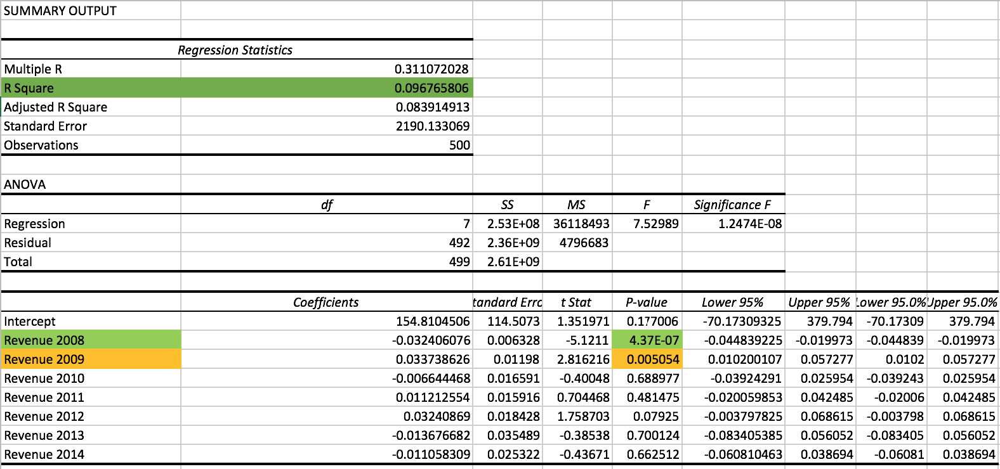 SUMMARY OUTPUT
Regression Statistics
Multiple R 0.311072028
R Square 0.096765806
Adjusted R Square 0.083914913
Standard Error 2190.133069
Observations 500
ANOVA
df SS MS F Significance F
Regression 7 2.53E+08 36118493 7.52989 1.2474E-08
Residual 492 2.36E+09 4796683
Total 499 2.61E+09
Coefficients tandard Erro t Stat P-value Lower 95% Upper 95% Lower 95.0% Upper 95.0%
Intercept 154.8104506 114.5073 1.351971 0.177006 -70.17309325 379.794 -70.17309 379.794
Revenue 2008 -0.032406076 0.006328 -5.1211 4.37E-07 -0.044839225 -0.019973 -0.044839 -0.019973
Revenue 2009 0.033738626 0.01198 2.816216 0.005054 0.010200107 0.057277 0.0102 0.057277
Revenue 2010 -0.006644468 0.016591 -0.40048 0.688977 -0.03924291 0.025954 -0.039243 0.025954
Revenue 2011 0.011212554 0.015916 0.704468 0.481475 -0.020059853 0.042485 -0.02006 0.042485
Revenue 2012 0.03240869 0.018428 1.758703 0.07925 -0.003797825 0.068615 -0.003798 0.068615
Revenue 2013 -0.013676682 0.035489 -0.38538 0.700124 -0.083405385 0.056052 -0.083405 0.056052
Revenue 2014 -0.011058309 0.025322 -0.43671 0.662512 -0.060810463 0.038694 -0.06081 0.038694